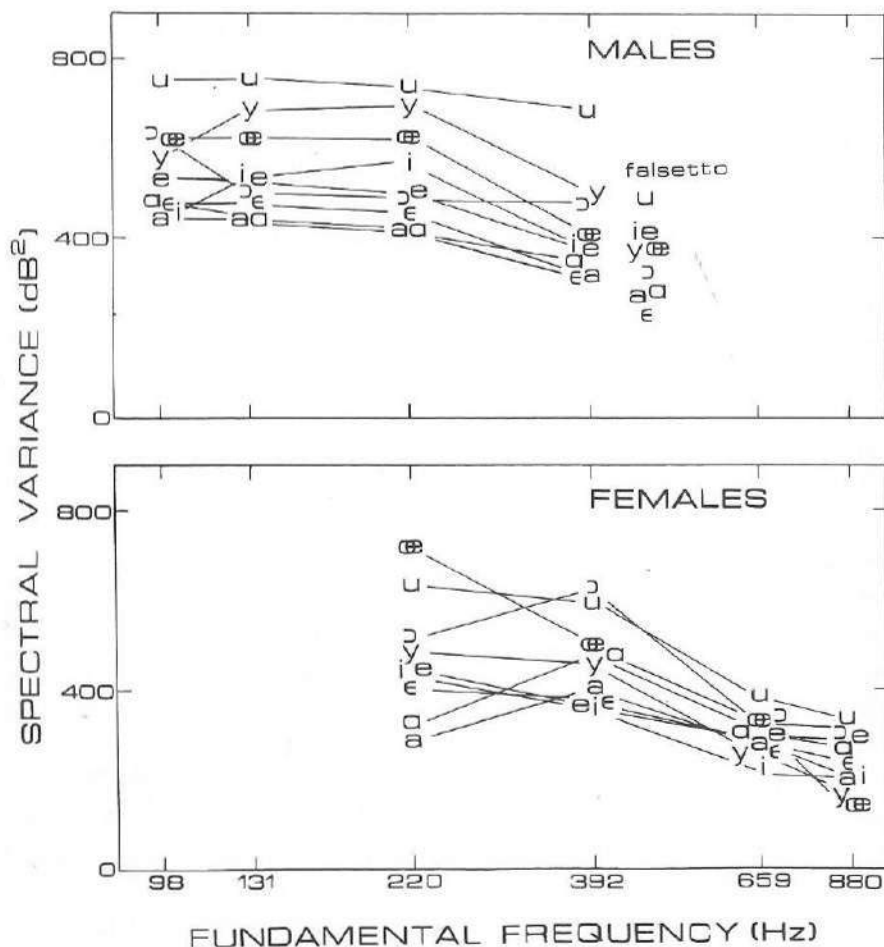 MALES
800
u u u
y y u
ɔ œ œ œ
y i e i falsetto
e ɔ ɔ e ɔ y u
ɑ ɛ i ɛ ɛ
a a ɑ a ɑ œ i e
400
i e y œ
ɑ ɔ
ɛ a a ɑ
ɛ
0
FEMALES
800
œ
u ɔ u
ɔ œ
y y ɑ
i e
ɛ a
400
e i ɛ u
ɑ œ ɔ u
a ɑ e ɔ e
a ɑ
y ɛ ɛ
i a i
y œ
0
98 131 220 392 659 880
FUNDAMENTAL FREQUENCY (Hz)
SPECTRAL VARIANCE (dB²)